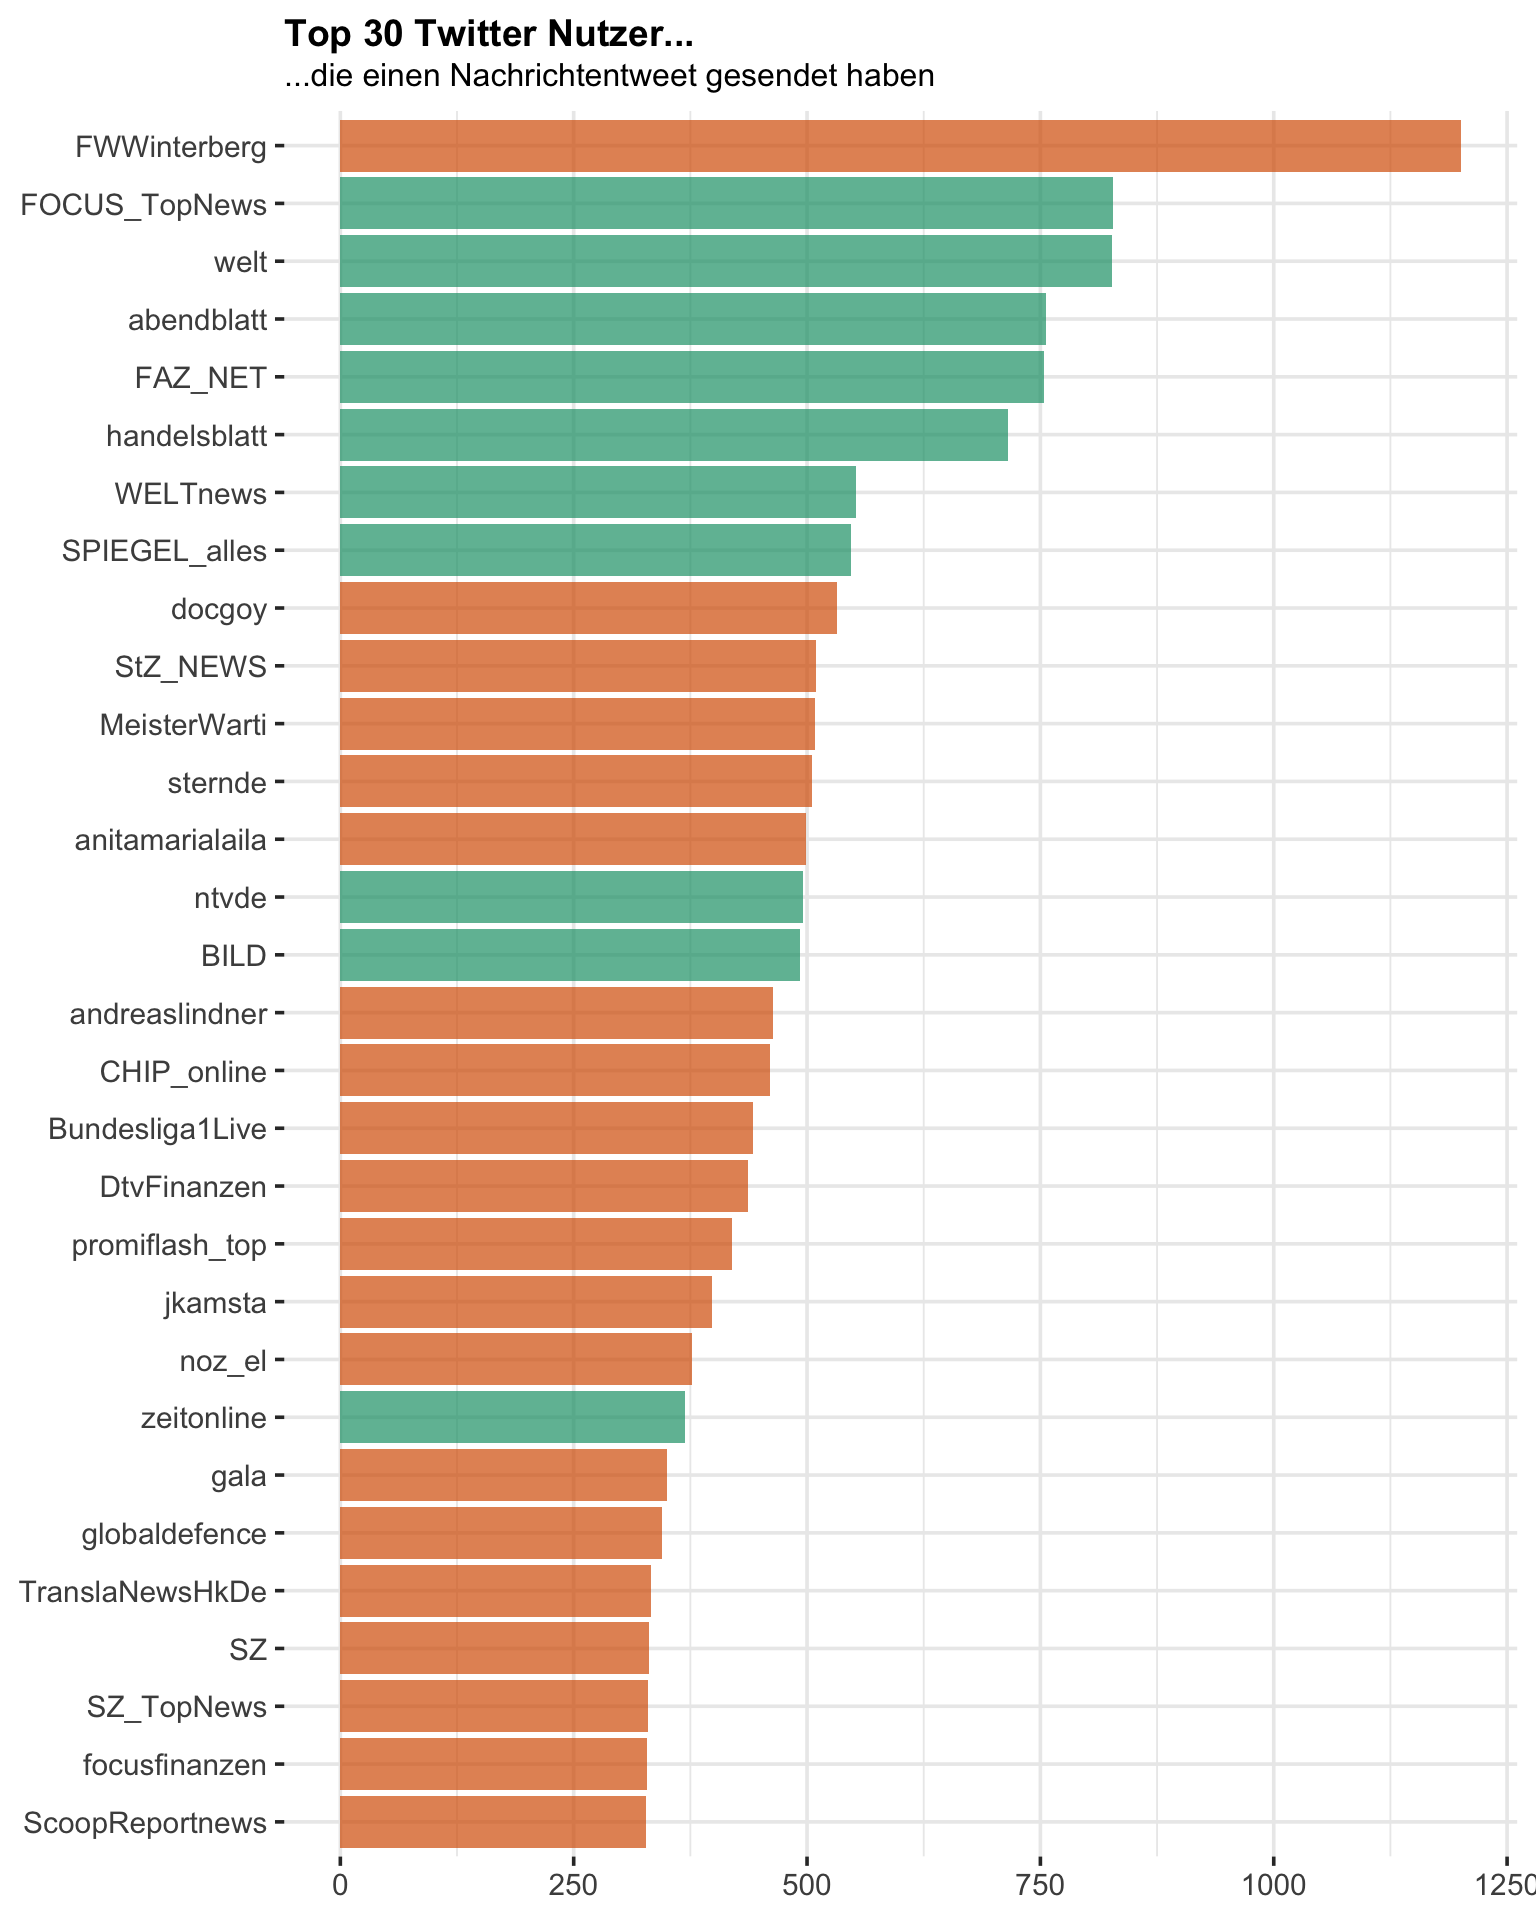 Top 30 Twitter Nutzer...
...die einen Nachrichtentweet gesendet haben
FWWinterberg
FOCUS_TopNews
welt
abendblatt
FAZ_NET
handelsblatt
WELTnews
SPIEGEL_alles
docgoy
StZ_NEWS
MeisterWarti
sternde
anitamarialaila
ntvde
BILD
andreaslindner
CHIP_online
Bundesliga1Live
DtvFinanzen
promiflash_top
jkamsta
noz_el
zeitonline
gala
globaldefence
TranslaNewsHkDe
SZ
SZ_TopNews
focusfinanzen
ScoopReportnews
0 250 500 750 1000 1250